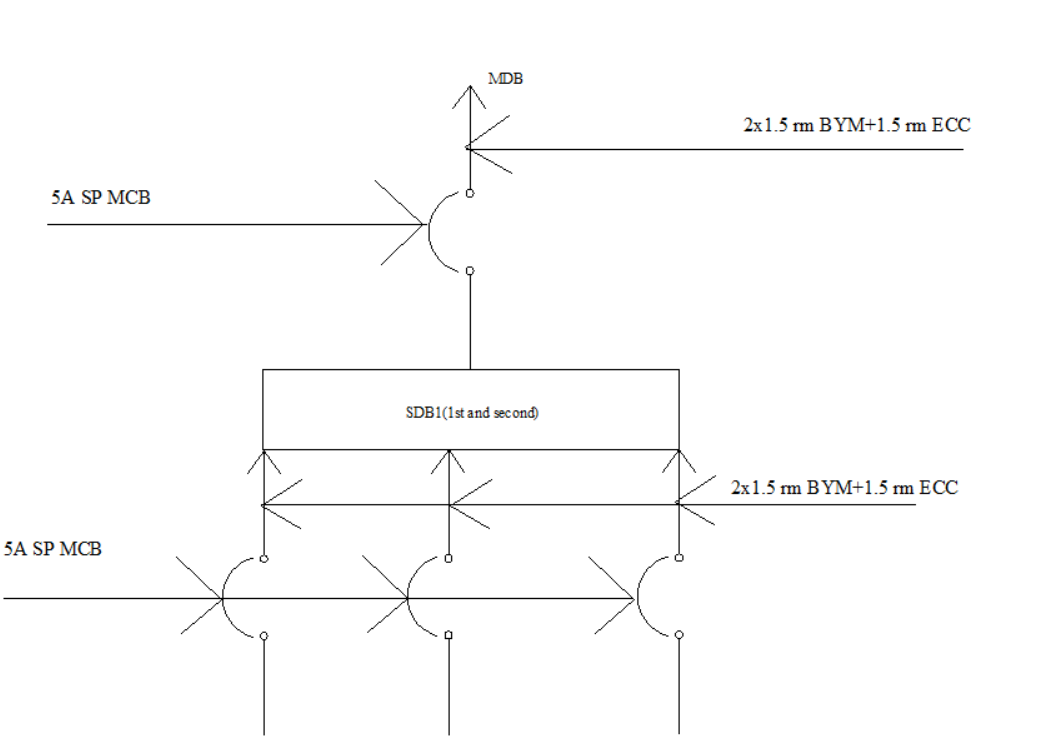 MDB
2x1.5 rm BYM+1.5 rm ECC
5A SP MCB
SDB1(1st and second)
2x1.5 rm BYM+1.5 rm ECC
5A SP MCB